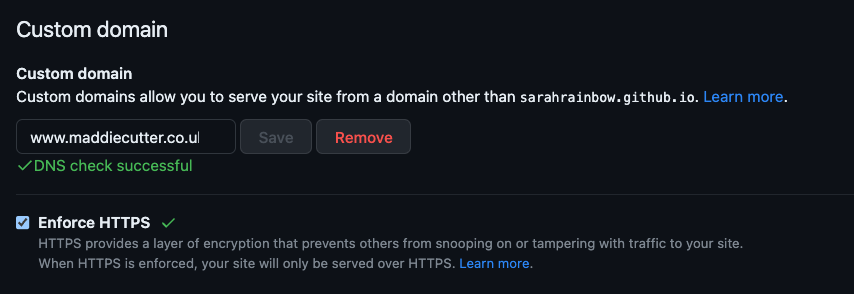 Custom domain
Custom domain
Custom domains allow you to serve your site from a domain other than sarahrainbow.github.io. Learn more.
www.maddiecutter.co.u
Save
Remove
DNS check successful
Enforce HTTPS
HTTPS provides a layer of encryption that prevents others from snooping on or tampering with traffic to your site.
When HTTPS is enforced, your site will only be served over HTTPS. Learn more.